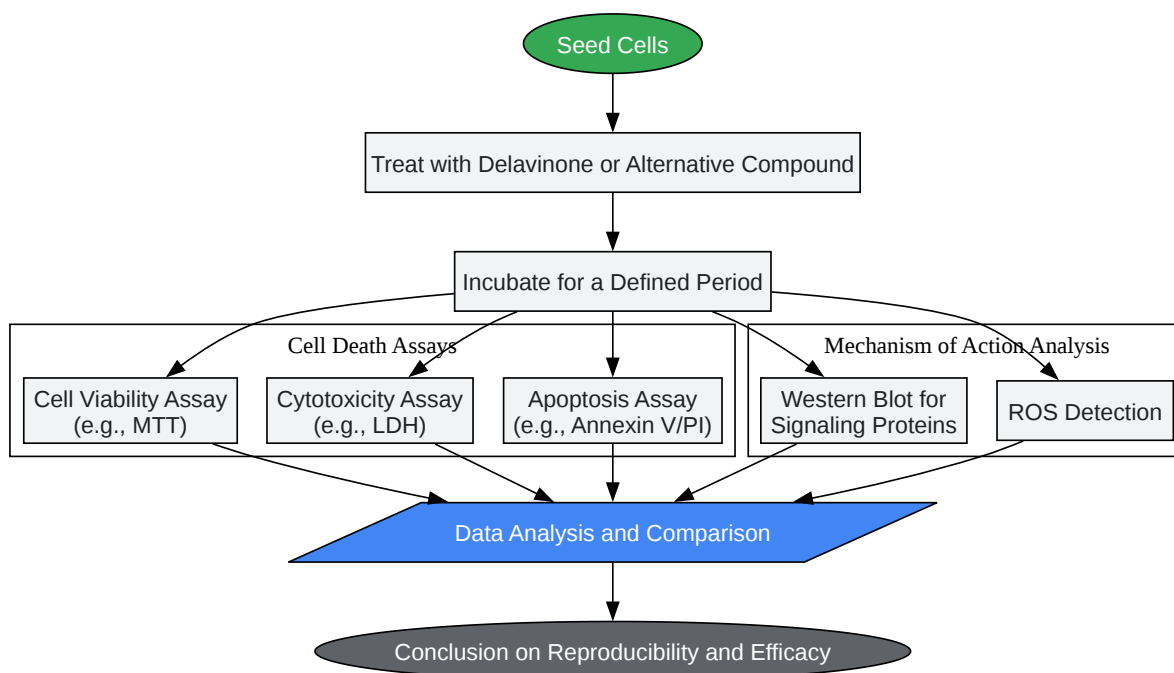 Seed Cells
Treat with Delavinone or Alternative Compound
Incubate for a Defined Period
Cell Death Assays
Mechanism of Action Analysis
Cell Viability Assay
(e.g., MTT)
Cytotoxicity Assay
(e.g., LDH)
Apoptosis Assay
(e.g., Annexin V/PI)
Western Blot for
Signaling Proteins
ROS Detection
Data Analysis and Comparison
Conclusion on Reproducibility and Efficacy